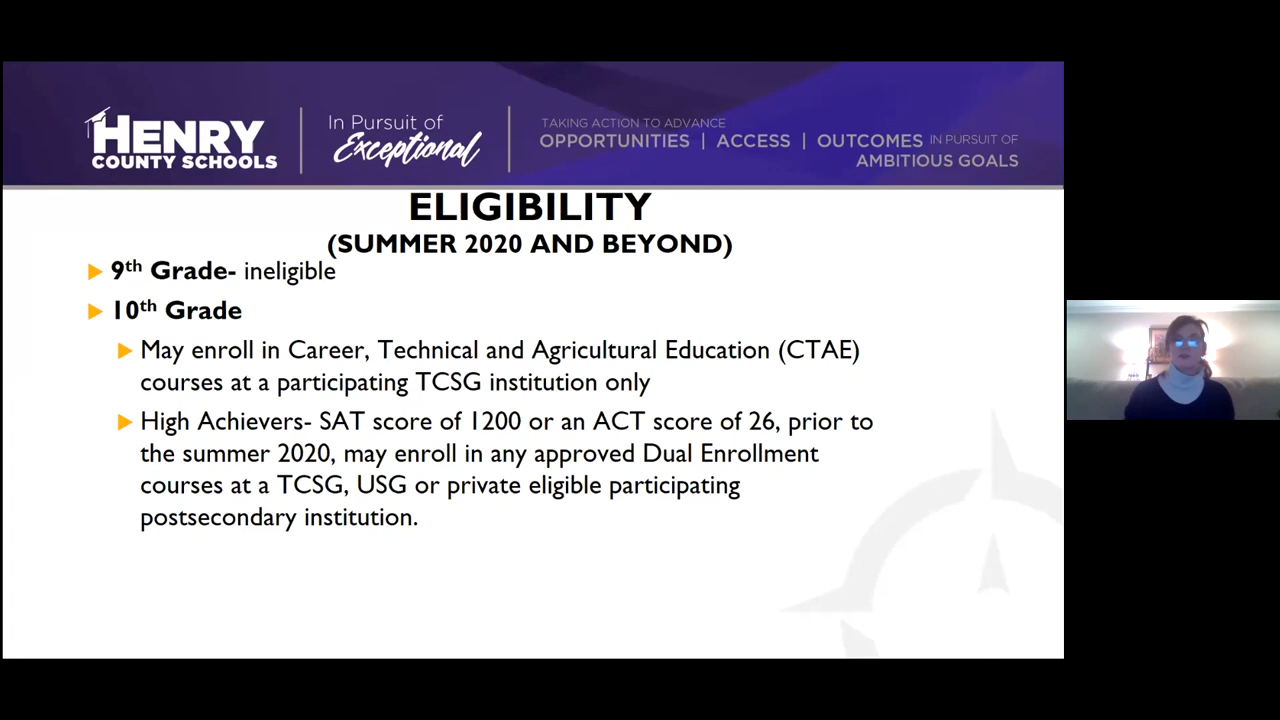 HENRY
COUNTY SCHOOLS
In Pursuit of
Exceptional
TAKING ACTION TO ADVANCE
OPPORTUNITIES | ACCESS | OUTCOMES IN PURSUIT OF
AMBITIOUS GOALS
ELIGIBILITY
(SUMMER 2020 AND BEYOND)
9th Grade- ineligible
10th Grade
May enroll in Career, Technical and Agricultural Education (CTAE)
courses at a participating TCSG institution only
High Achievers- SAT score of 1200 or an ACT score of 26, prior to
the summer 2020, may enroll in any approved Dual Enrollment
courses at a TCSG, USG or private eligible participating
postsecondary institution.